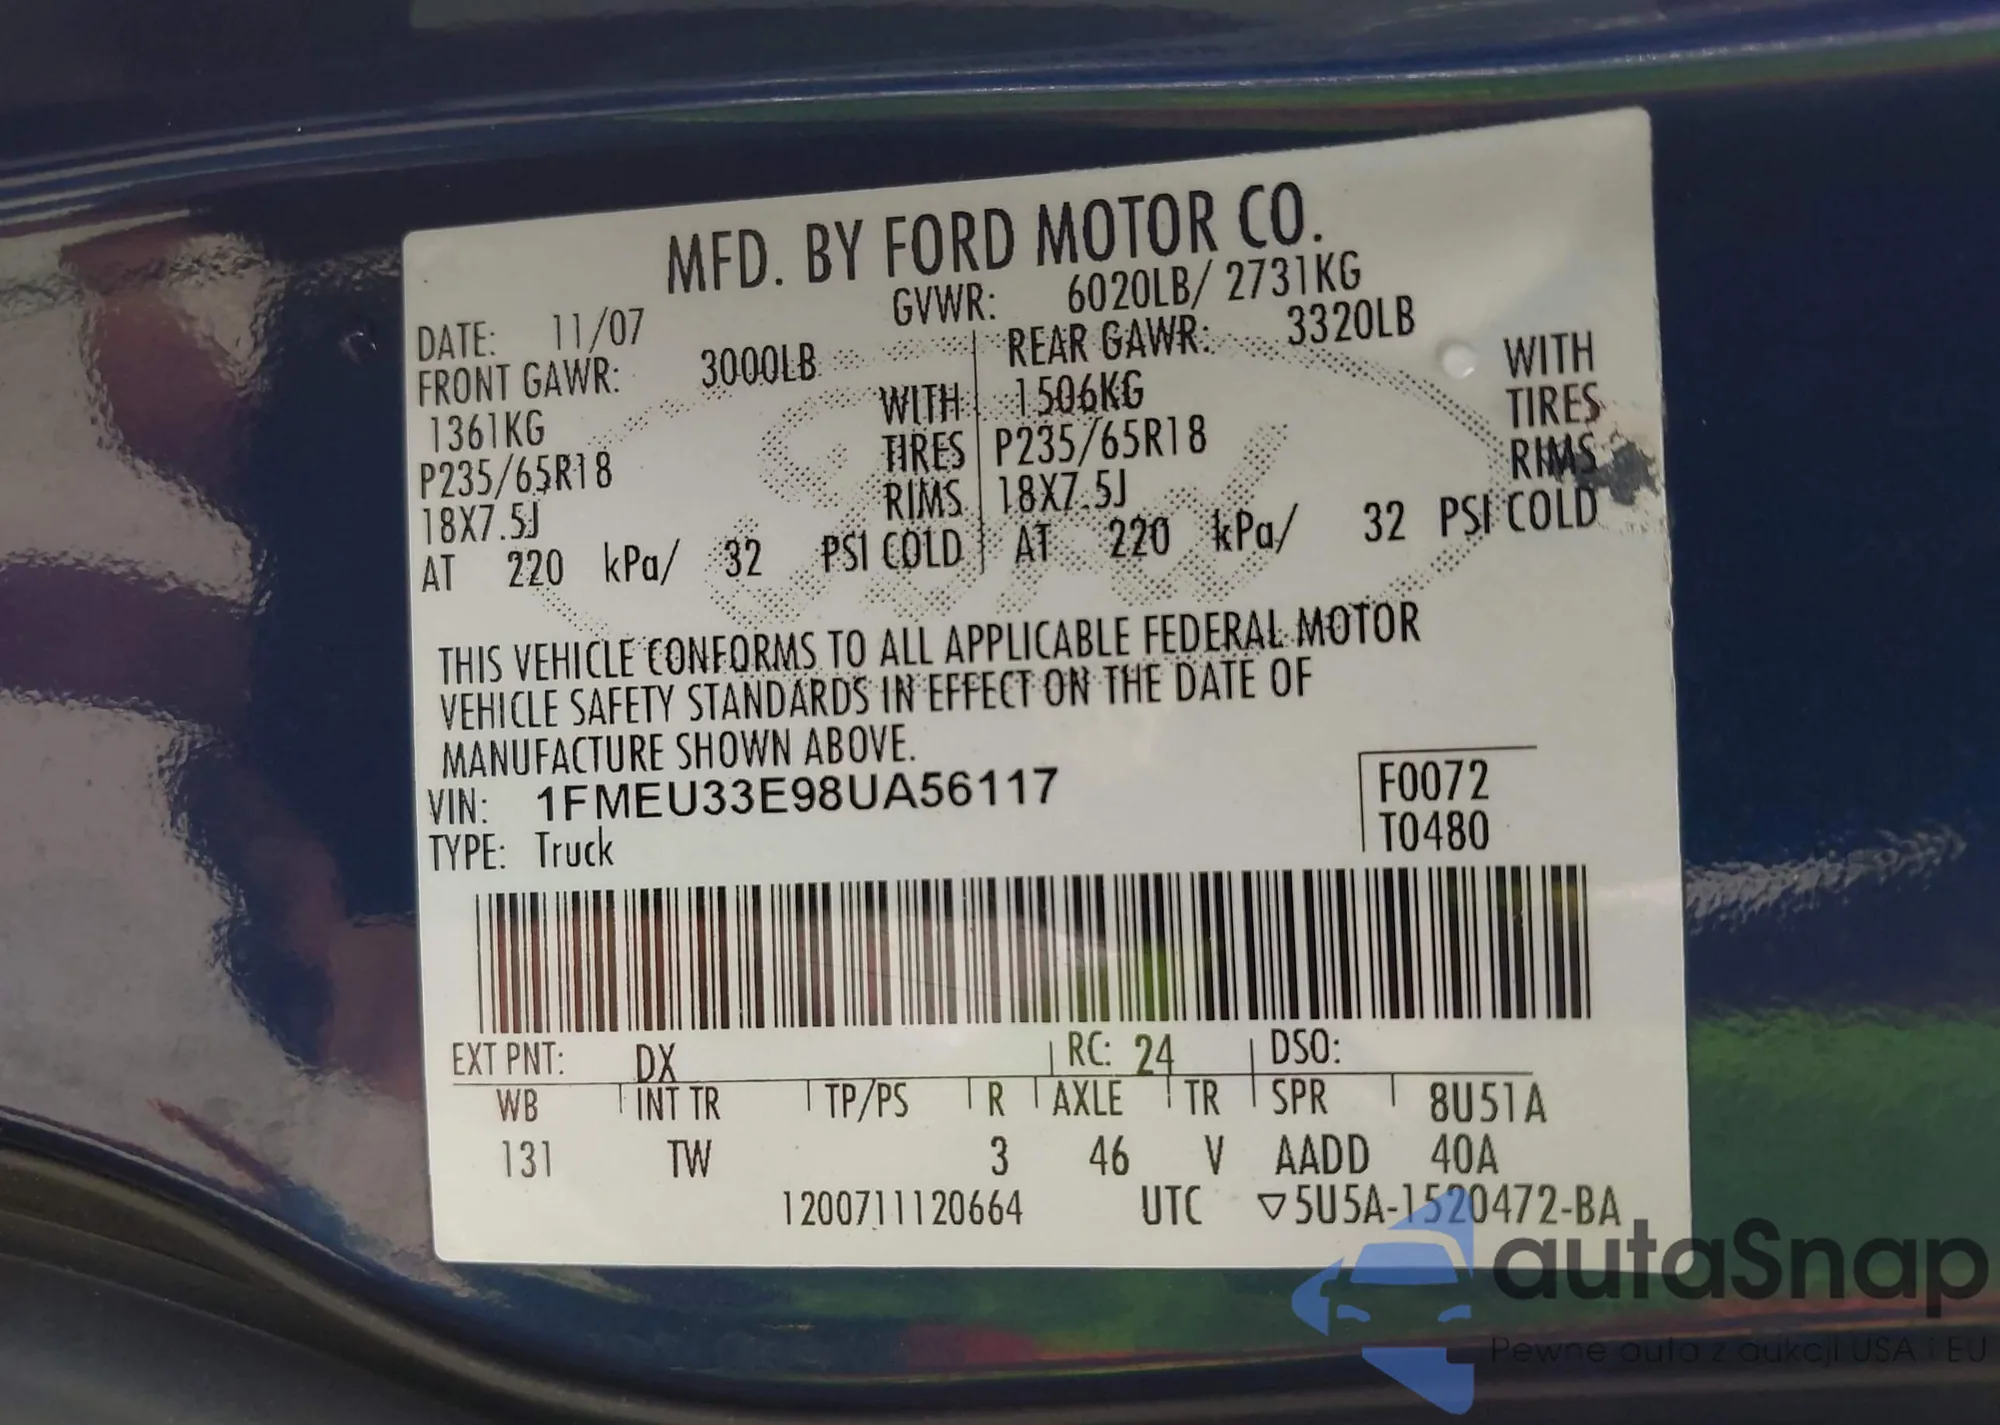 MFD. BY FORD MOTOR CO.
DATE: 11/07 GVWR: 6020LB/ 2731KG
FRONT GAWR: 3000LB REAR GAWR: 3320LB
1361KG WITH 1506KG WITH
P235/65R18 TIRES P235/65R18 TIRES
18X7.5J RIMS 18X7.5J RIMS
AT 220 kPa/ 32 PSI COLD AT 220 kPa/ 32 PSI COLD
THIS VEHICLE CONFORMS TO ALL APPLICABLE FEDERAL MOTOR
VEHICLE SAFETY STANDARDS IN EFFECT ON THE DATE OF
MANUFACTURE SHOWN ABOVE.
VIN: 1FMEU33E98UA56117 F0072
TYPE: Truck T0480
EXT PNT: DX RC: 24 DSO:
WB INT TR TP/PS R AXLE TR SPR 8U51A
131 TW 3 46 V AADD 40A
1200711120664 UTC ▽5U5A-1520472-BA
autaSnap
Pewne auta z aukcji USA i EU